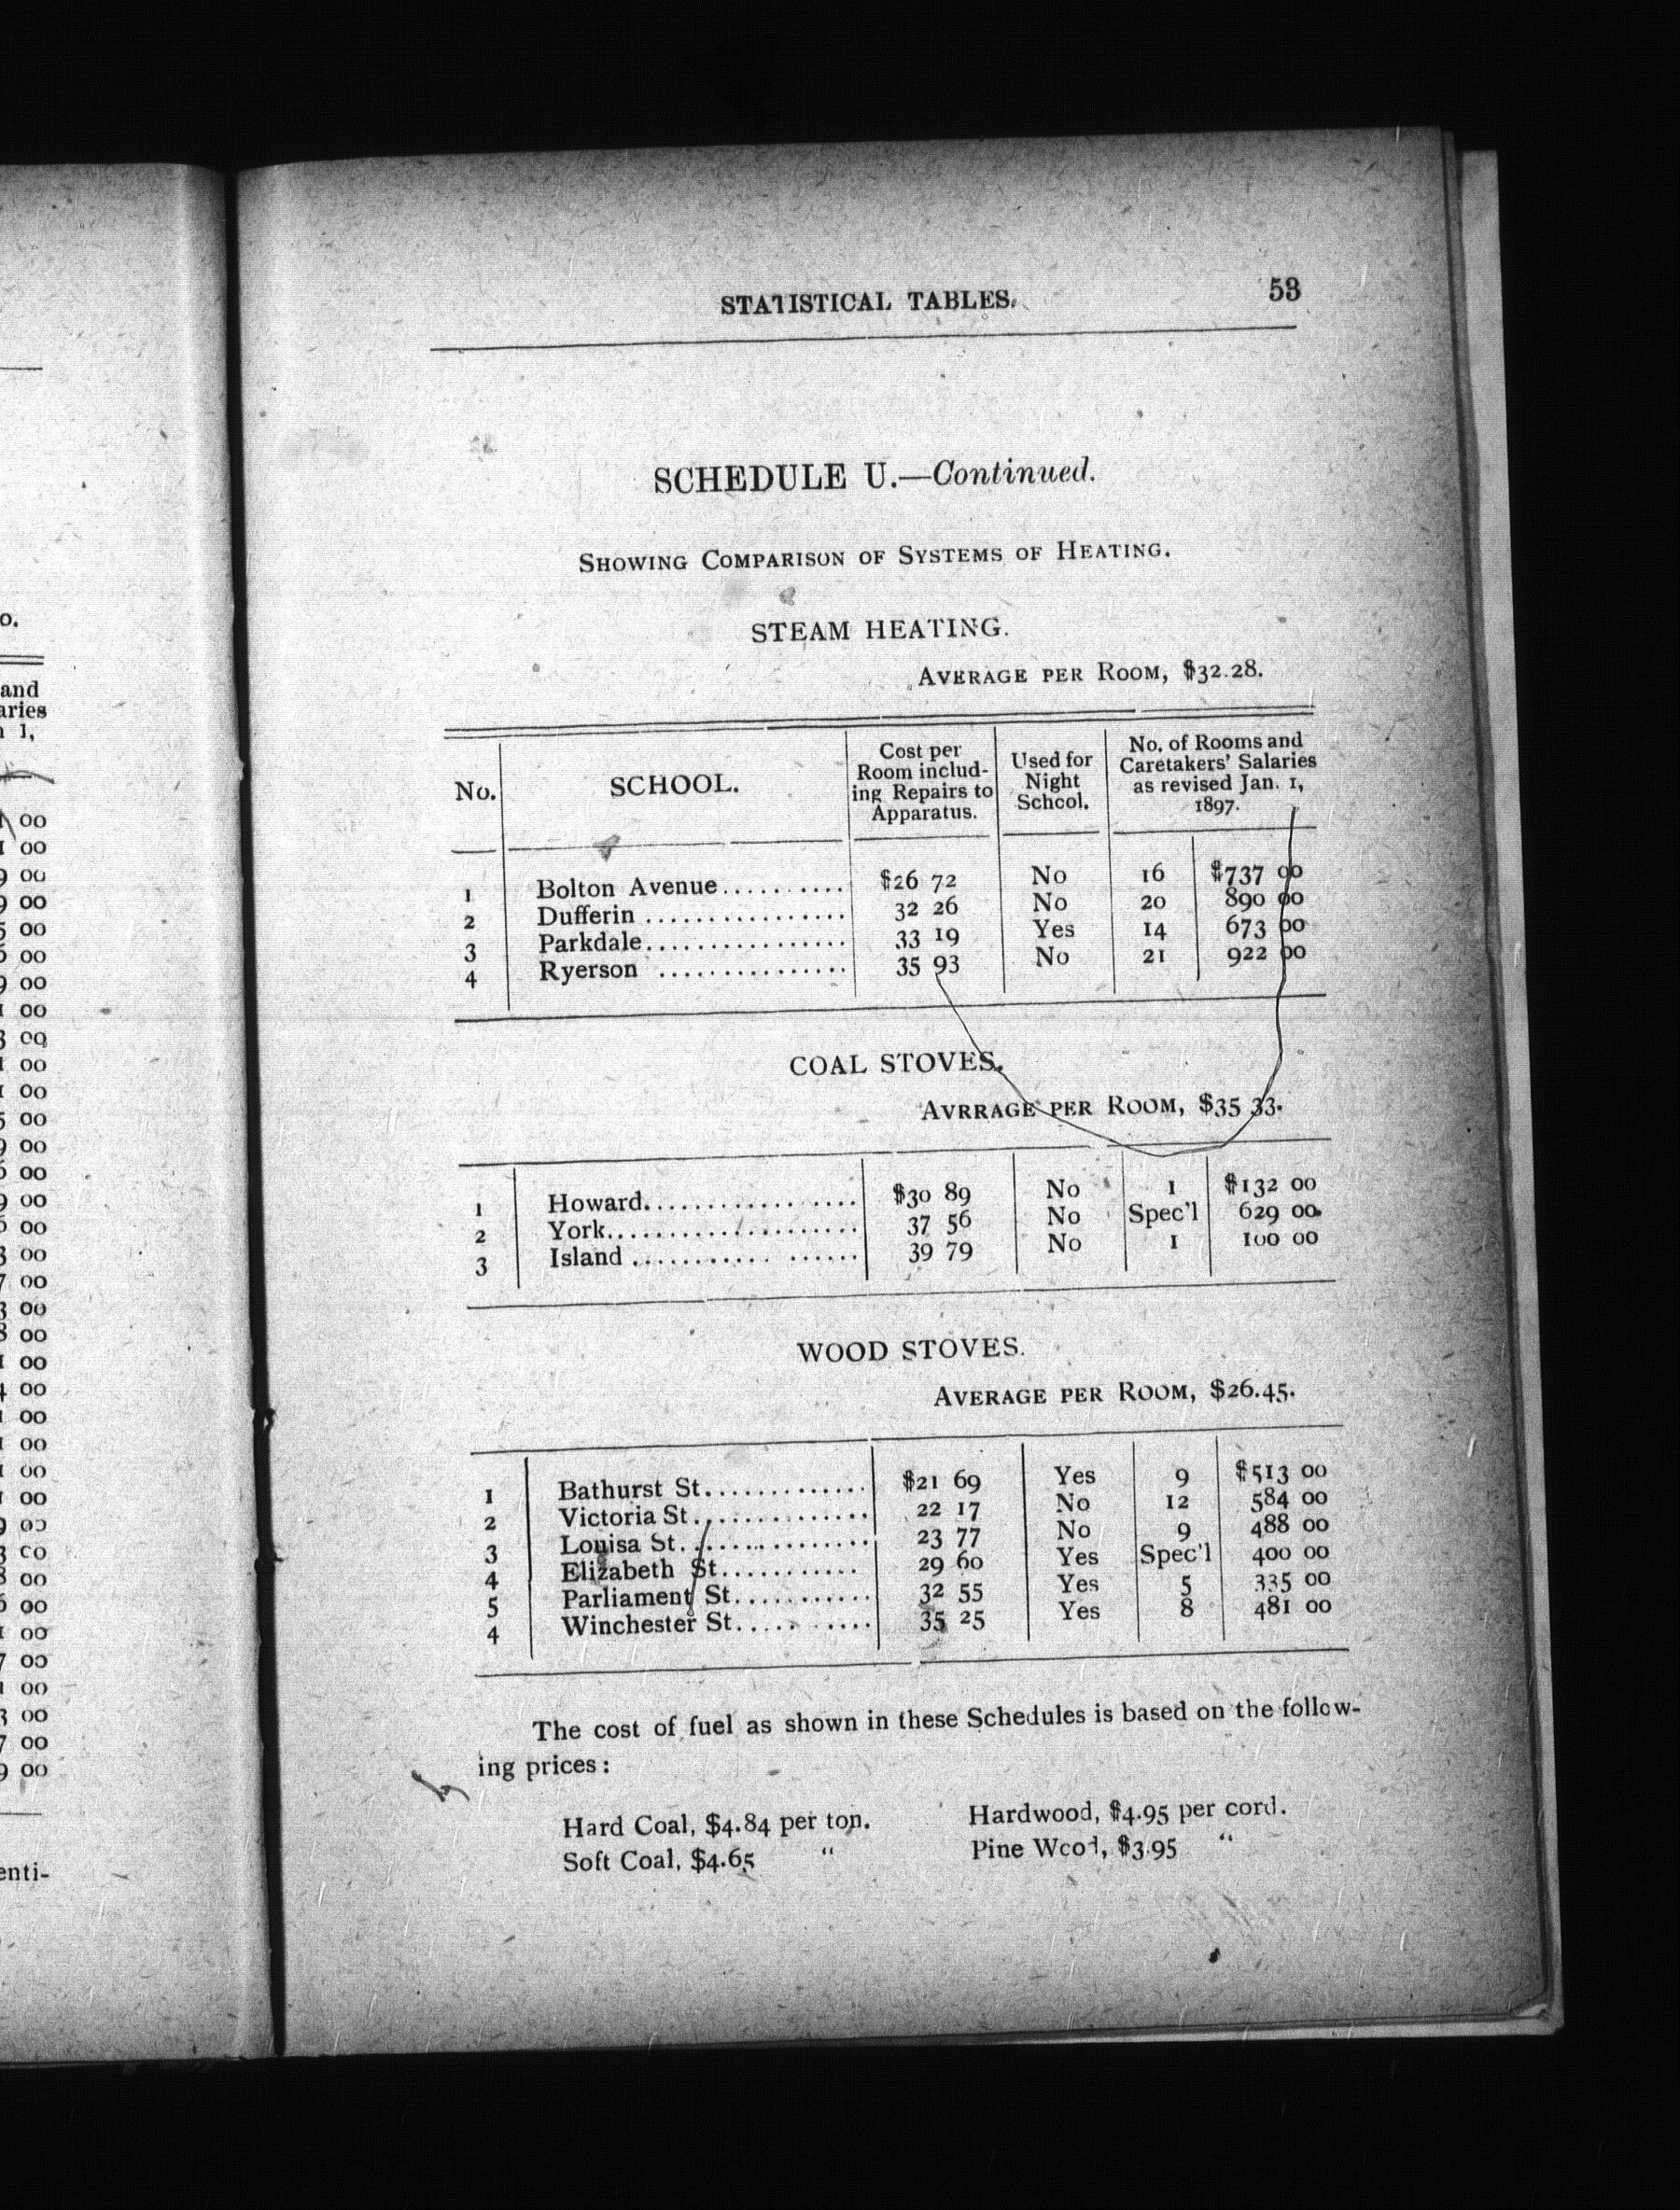 STATISTICAL TABLES. 53
SCHEDULE U.—Continued.
SHOWING COMPARISON OF SYSTEMS OF HEATING.
STEAM HEATING.
AVERAGE PER ROOM, $32.28.
No. SCHOOL. Cost per Room includ- ing Repairs to Apparatus. Used for Night School. No. of Rooms and Caretakers' Salaries as revised Jan. 1, 1897.
1 Bolton Avenue.......... $26 72 No 16 $737 00
2 Dufferin ................ 32 26 No 20 890 00
3 Parkdale................ 33 19 Yes 14 673 00
4 Ryerson ............... 35 93 No 21 922 00
COAL STOVES.
AVRRAGE PER ROOM, $35 33.
1 Howard................. $30 89 No 1 $132 00
2 York.................... 37 56 No Spec'l 629 00
3 Island ................. 39 79 No 1 100 00
WOOD STOVES.
AVERAGE PER ROOM, $26.45.
1 Bathurst St............. $21 69 Yes 9 $513 00
2 Victoria St.............. 22 17 No 12 584 00
3 Louisa St............... 23 77 No 9 488 00
4 Elizabeth St........... 29 60 Yes Spec'l 400 00
5 Parliament St........... 32 55 Yes 5 335 00
4 Winchester St.......... 35 25 Yes 8 481 00
The cost of fuel as shown in these Schedules is based on the follow-
ing prices:
Hard Coal, $4.84 per ton. Hardwood, $4.95 per cord.
Soft Coal, $4.65 " Pine Wood, $3.95 "